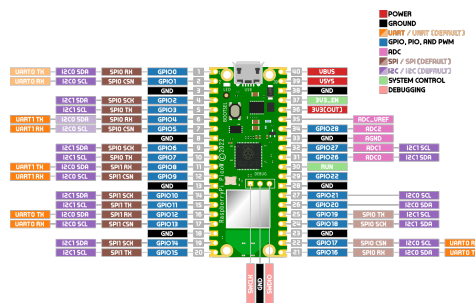 POWER
GROUND
UART / UART (DEFAULT)
GPIO, PIO, AND PWM
ADC
SPI / SPI (DEFAULT)
I2C / I2C (DEFAULT)
SYSTEM CONTROL
DEBUGGING
UART0 TX I2C0 SDA SPI0 RX GPIO0 1
UART0 RX I2C0 SCL SPI0 CSN GPIO1 2
GND 3
I2C1 SDA SPI0 SCK GPIO2 4
I2C1 SCL SPI0 TX GPIO3 5
UART1 TX I2C0 SDA SPI0 RX GPIO4 6
UART1 RX I2C0 SCL SPI0 CSN GPIO5 7
GND 8
I2C1 SDA SPI0 SCK GPIO6 9
I2C1 SCL SPI0 TX GPIO7 10
UART1 TX I2C0 SDA SPI1 RX GPIO8 11
UART1 RX I2C0 SCL SPI1 CSN GPIO9 12
GND 13
I2C1 SDA SPI1 SCK GPIO10 14
I2C1 SCL SPI1 TX GPIO11 15
UART0 TX I2C0 SDA SPI1 RX GPIO12 16
UART0 RX I2C0 SCL SPI1 CSN GPIO13 17
GND 18
I2C1 SDA SPI1 SCK GPIO14 19
I2C1 SCL SPI1 TX GPIO15 20
LED
USB
BOOTSEL
Raspberry Pi Pico W ©2022
DEBUG
40 VBUS
39 VSYS
38 GND
37 3V3_EN
36 3V3(OUT)
35 ADC_VREF
34 GPIO28 ADC2
33 GND AGND
32 GPIO27 ADC1 I2C1 SCL
31 GPIO26 ADC0 I2C1 SDA
30 RUN
29 GPIO22
28 GND
27 GPIO21 I2C0 SCL
26 GPIO20 I2C0 SDA
25 GPIO19 SPI0 TX I2C1 SCL
24 GPIO18 SPI0 SCK I2C1 SDA
23 GND
22 GPIO17 SPI0 CSN I2C0 SCL UART0 R
21 GPIO16 SPI0 RX I2C0 SDA UART0 T
SWCLK
GND
SWDIO